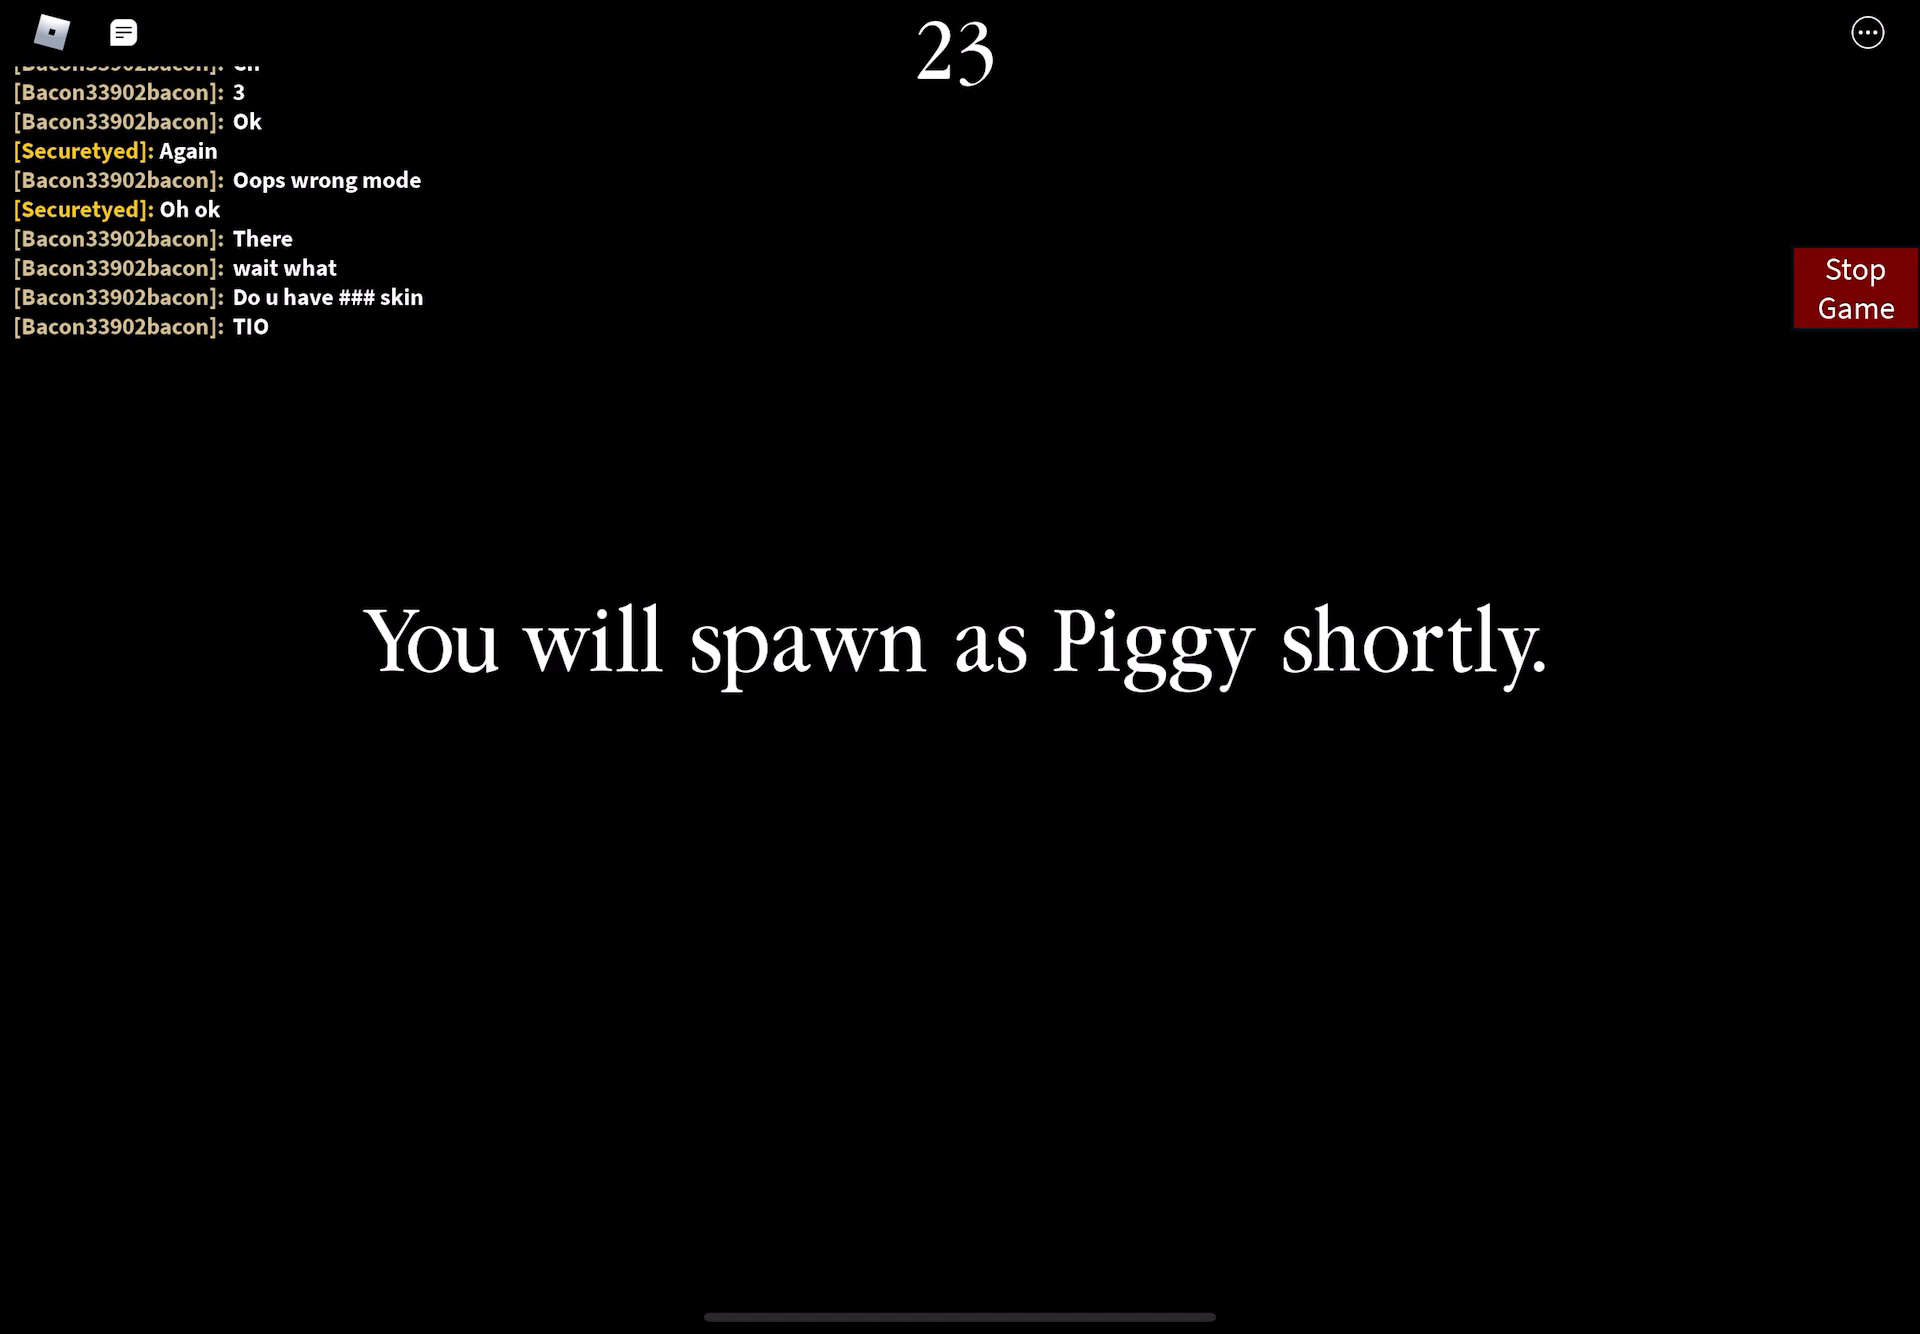 23
[Bacon33902bacon]: 3
[Bacon33902bacon]: Ok
[Securetyed]: Again
[Bacon33902bacon]: Oops wrong mode
[Securetyed]: Oh ok
[Bacon33902bacon]: There
[Bacon33902bacon]: wait what
[Bacon33902bacon]: Do u have ### skin
[Bacon33902bacon]: TIO
Stop
Game
You will spawn as Piggy shortly.